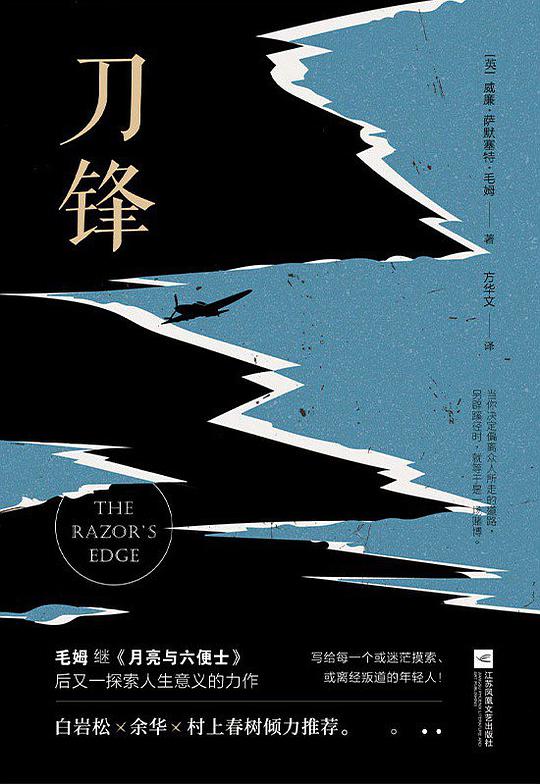 刀锋
[英]威廉·萨默塞特·毛姆——著
方华文——译
当你决定偏离众人所走的道路,
另辟蹊径时,就等于是一场赌博。
THE
RAZOR'S
EDGE
毛姆 继《月亮与六便士》
后又一探索人生意义的力作
写给每一个或迷茫摸索、
或离经叛道的年轻人!
白岩松×余华×村上春树倾力推荐。
江苏凤凰文艺出版社